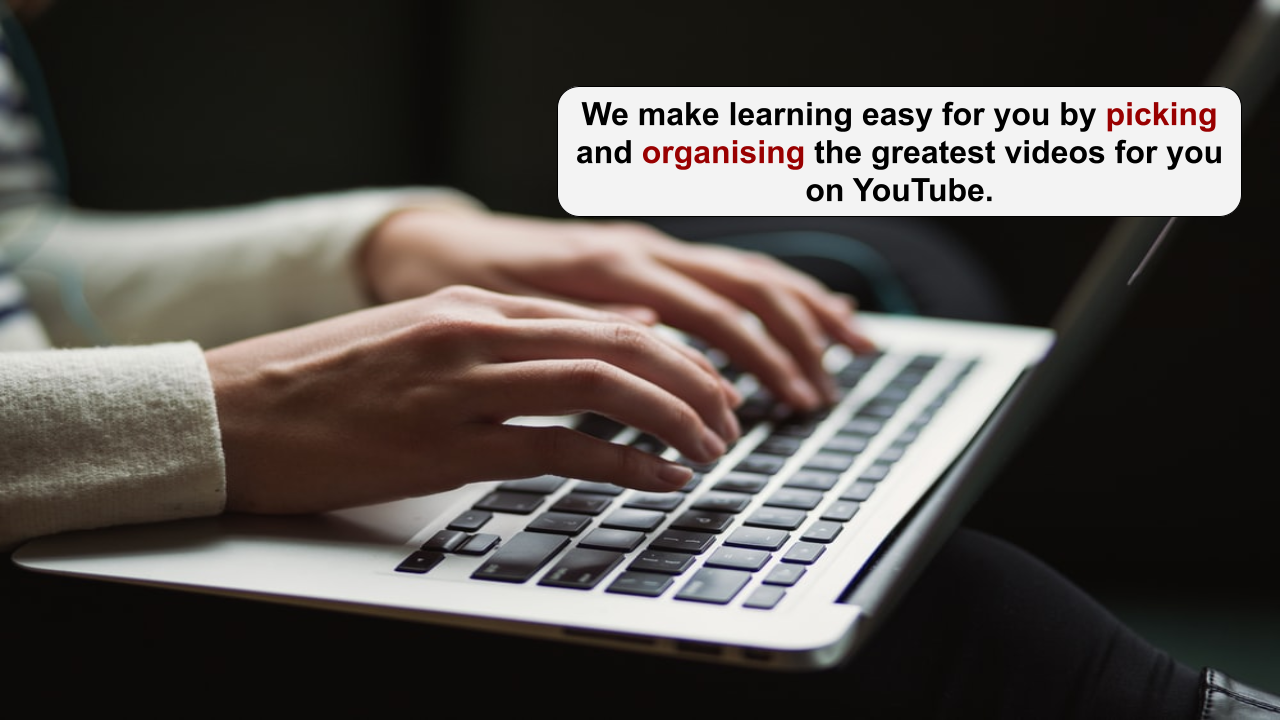 We make learning easy for you by picking
and organising the greatest videos for you
on YouTube.